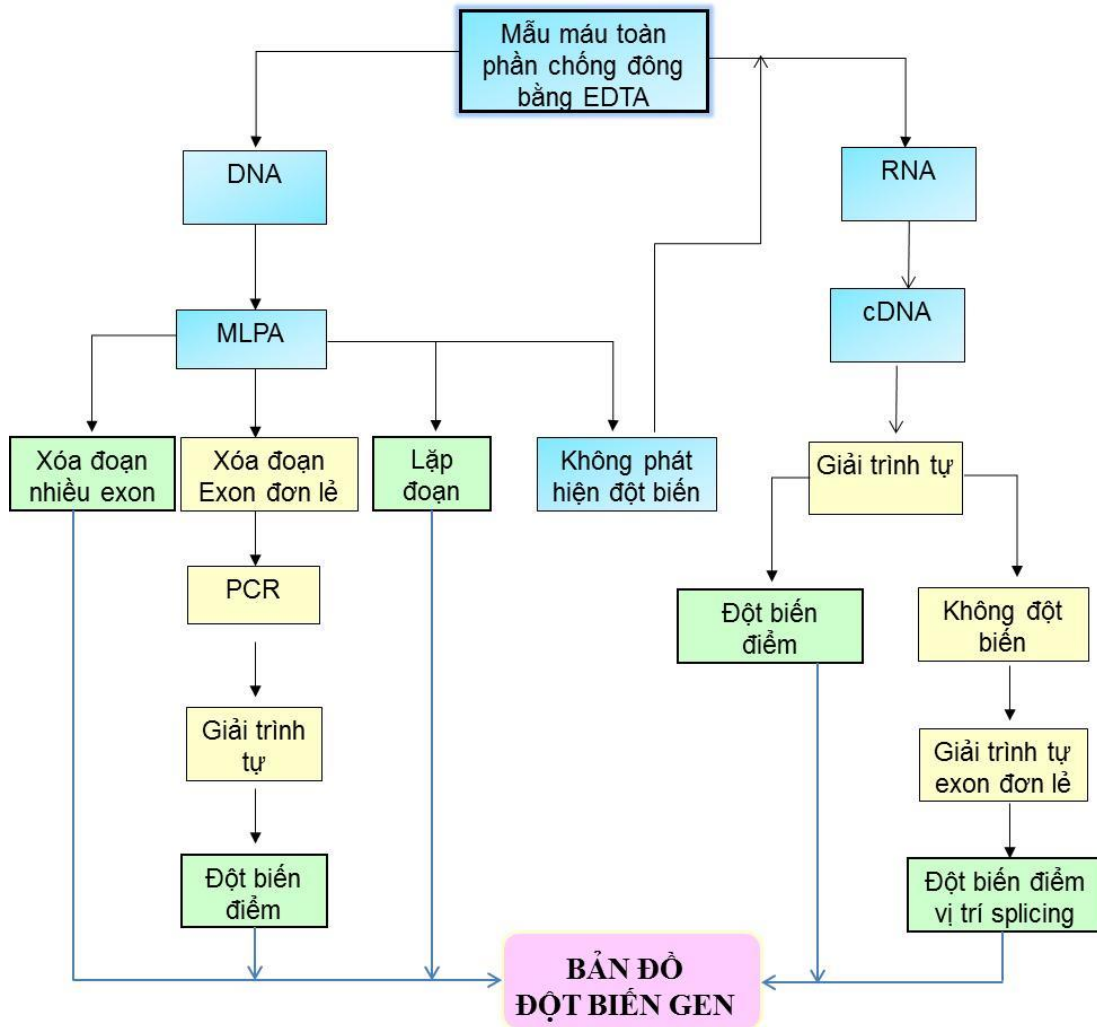 Mẫu máu toàn
phần chống đông
bằng EDTA
DNA
RNA
MLPA
cDNA
Xóa đoạn
nhiều exon
Xóa đoạn
Exon đơn lẻ
Lặp
đoạn
Không phát
hiện đột biến
Giải trình tự
PCR
Đột biến
điểm
Không đột
biến
Giải trình
tự
Giải trình tự
exon đơn lẻ
Đột biến
điểm
Đột biến điểm
vị trí splicing
BẢN ĐỒ
ĐỘT BIẾN GEN